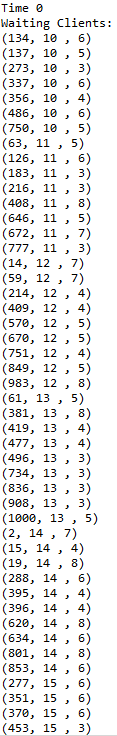 Time 0
Waiting Clients:
(134, 10 , 6)
(137, 10 , 5)
(273, 10 , 3)
(337, 10 , 6)
(356, 10 , 4)
(486, 10 , 6)
(750, 10 , 5)
(63, 11 , 5)
(126, 11 , 6)
(183, 11 , 3)
(216, 11 , 3)
(408, 11 , 8)
(646, 11 , 5)
(672, 11 , 7)
(777, 11 , 3)
(14, 12 , 7)
(59, 12 , 7)
(214, 12 , 4)
(409, 12 , 4)
(570, 12 , 5)
(670, 12 , 5)
(751, 12 , 4)
(849, 12 , 5)
(983, 12 , 8)
(61, 13 , 5)
(381, 13 , 8)
(419, 13 , 4)
(477, 13 , 4)
(496, 13 , 3)
(734, 13 , 3)
(836, 13 , 3)
(908, 13 , 3)
(1000, 13 , 5)
(2, 14 , 7)
(15, 14 , 4)
(19, 14 , 8)
(288, 14 , 6)
(395, 14 , 4)
(396, 14 , 4)
(620, 14 , 8)
(634, 14 , 6)
(801, 14 , 8)
(853, 14 , 6)
(277, 15 , 6)
(351, 15 , 6)
(370, 15 , 6)
(453, 15 , 3)